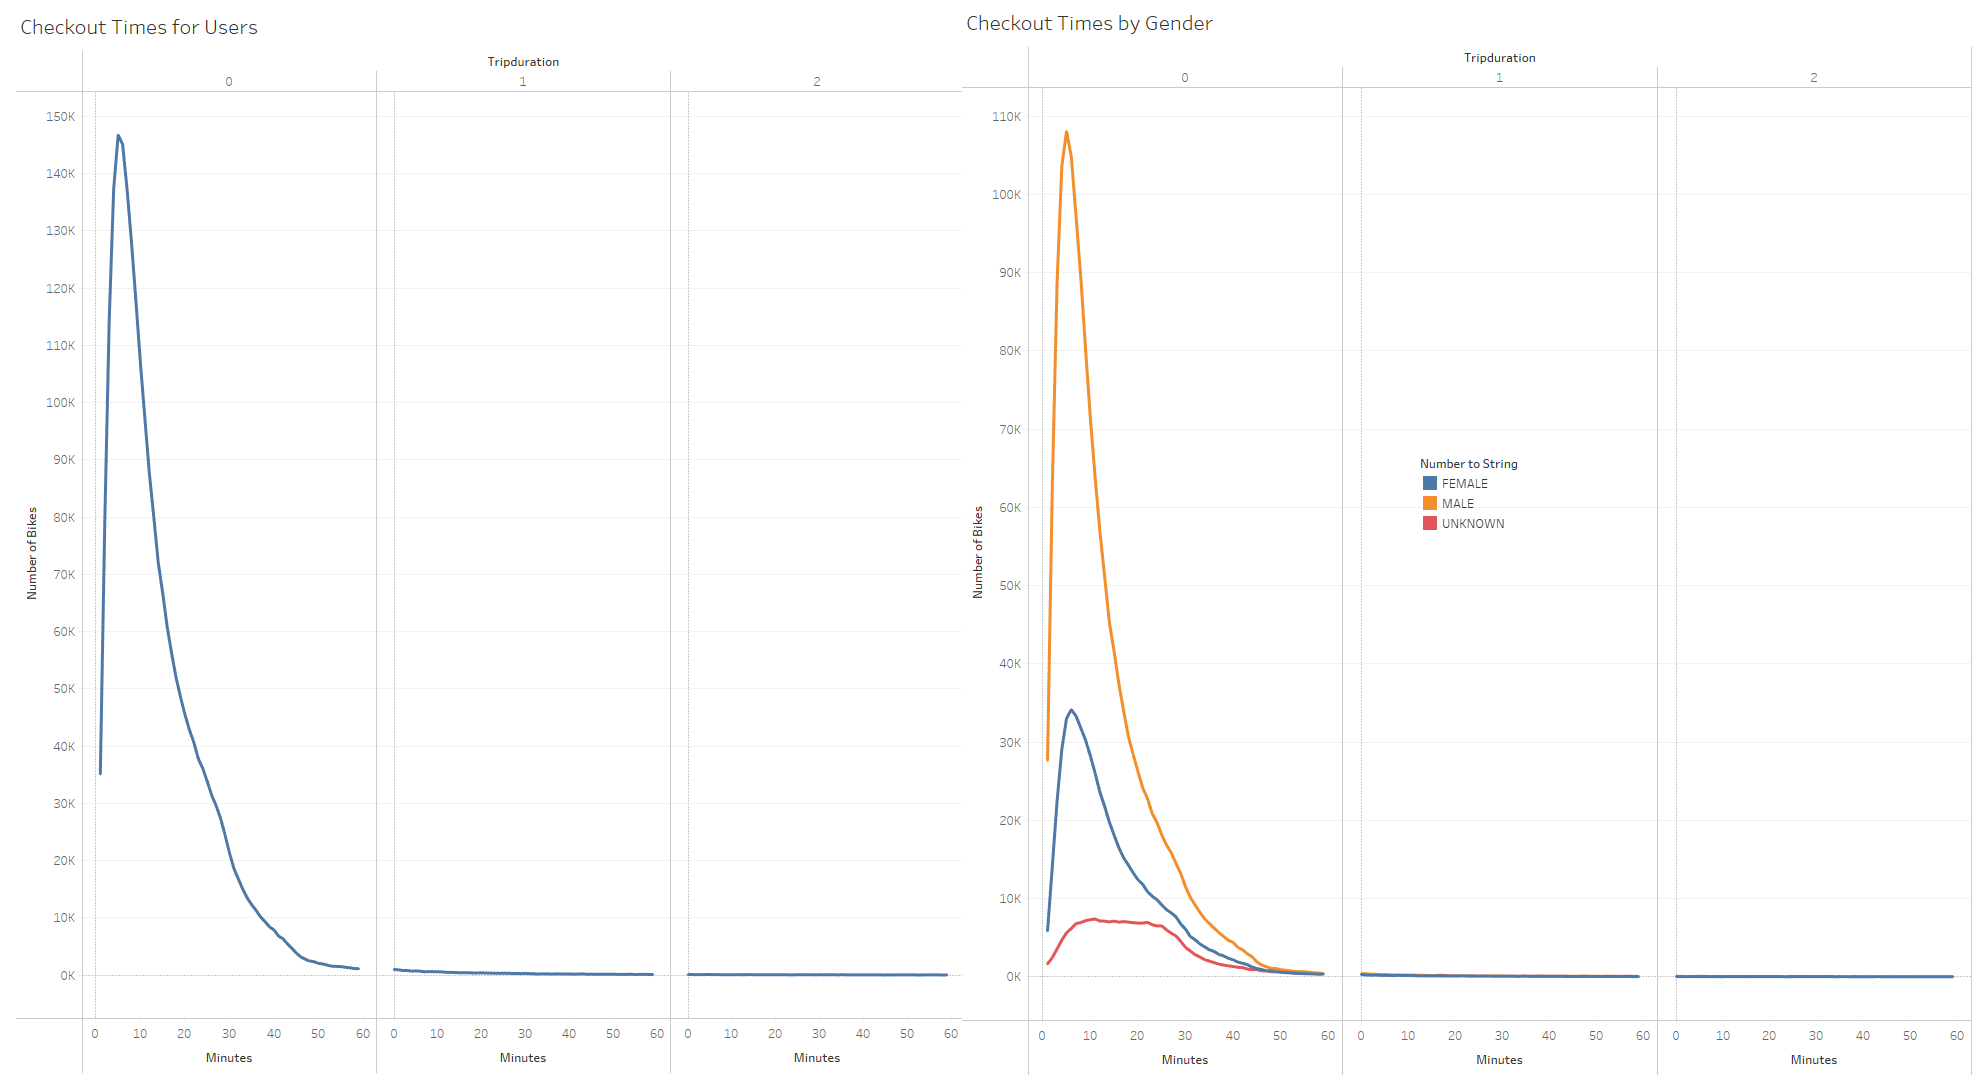 Checkout Times for Users
Tripduration
0 1 2
150K
140K
130K
120K
110K
100K
90K
80K
70K
60K
50K
40K
30K
20K
10K
0K
Number of Bikes
0 10 20 30 40 50 60 0 10 20 30 40 50 60 0 10 20 30 40 50 60
Minutes Minutes Minutes
Checkout Times by Gender
Tripduration
0 1 2
110K
100K
90K
80K
70K
60K
50K
40K
30K
20K
10K
0K
Number of Bikes
Number to String
FEMALE
MALE
UNKNOWN
0 10 20 30 40 50 60 0 10 20 30 40 50 60 0 10 20 30 40 50 60
Minutes Minutes Minutes